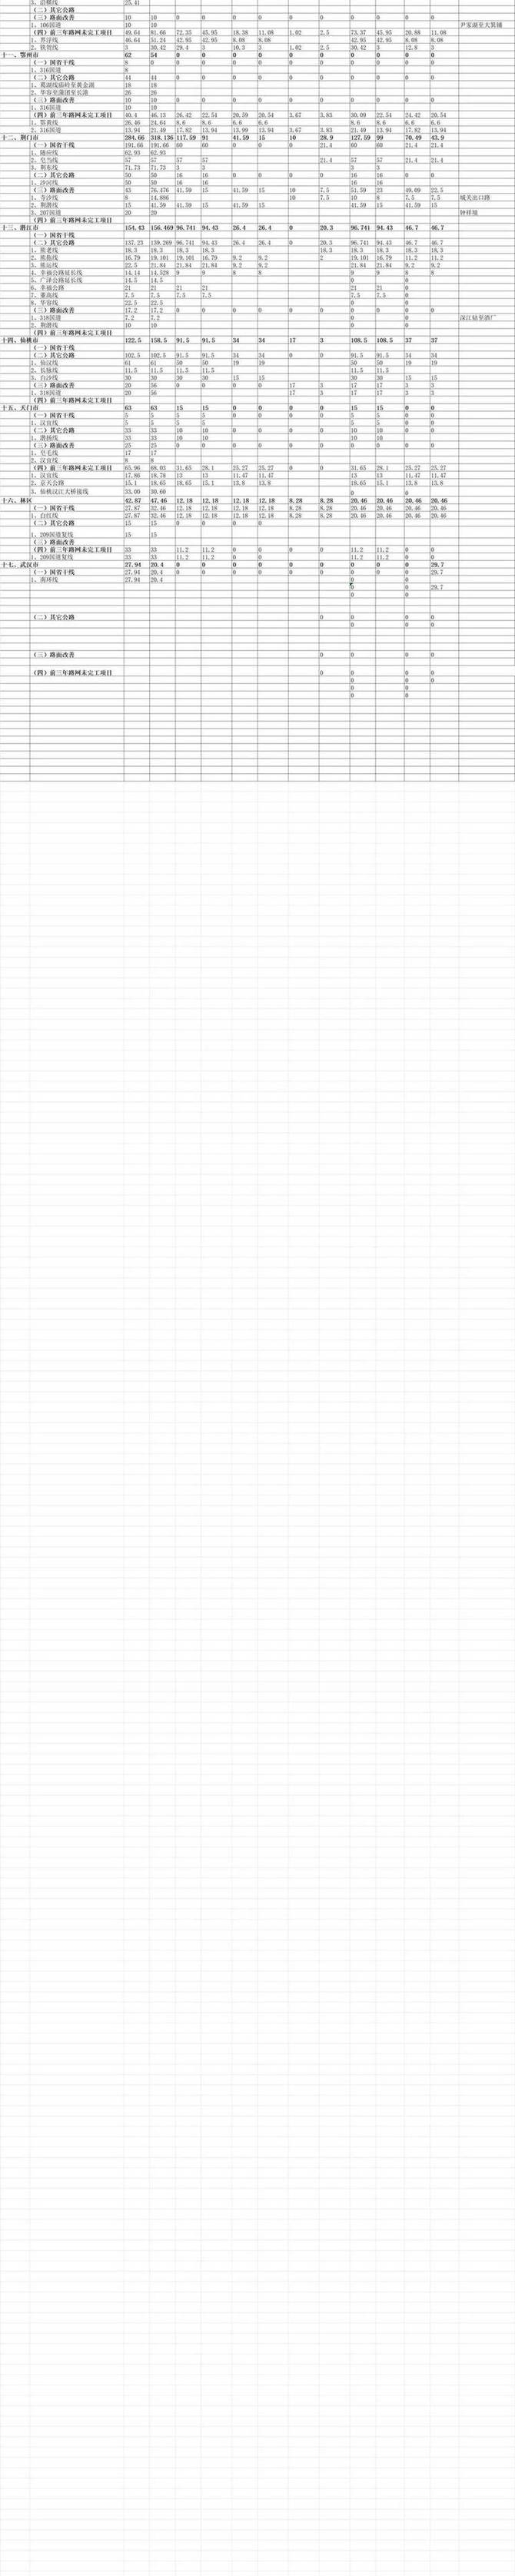 3、沿横线 25.41
（二）其它公路
（三）路面改善 10 10 0 0 0 0 0 0 0 0 0 0
1、106国道 10 10 尹家湖至大箕铺
（四）前三年路网未完工项目 49.64 81.66 72.35 45.95 18.38 11.08 1.02 2.5 73.37 45.95 20.88 11.08
46.64 51.24 42.95 42.95 8.08 8.08 42.95 42.95 8.08 8.08
2、铁贺线 3 30.42 29.4 3 10.3 3 1.02 2.5 30.42 3 12.8 3
十一、鄂州市 62 54 0 0 0 0 0 0 0 0 0 0
（一）国省干线 8 0 0 0 0 0 0 0 0 0 0
1、316国道 8
（二）其它公路 44 44 0 0 0 0 0 0 0 0 0 0
1、葛湖线庙岭至黄金湖 18 18
2、华容至蒲团至长港 26 26
（三）路面改善 10 10 0 0 0 0 0 0 0 0 0 0
1、316国道 10 10
（四）前三年路网未完工项目 40.4 46.13 26.42 22.54 20.59 20.54 3.67 3.83 30.09 22.54 24.42 20.54
1、鄂黄线 26.46 24.64 8.6 8.6 6.6 6.6 8.6 8.6 6.6 6.6
2、316国道 13.94 21.49 17.82 13.94 13.99 13.94 3.67 3.83 21.49 13.94 17.82 13.94
十二、荆门市 284.66 318.136 117.59 91 41.59 15 10 28.9 127.59 99 70.49 43.9
（一）国省干线 191.66 191.66 60 60 0 0 0 21.4 60 60 21.4 21.4
1、随应线 62.93 62.93
2、皂当线 57 57 57 57 21.4 57 57 21.4 21.4
3、荆东线 71.73 71.73 3 3 3 3
（二）其它公路 50 50 16 16 0 0 0 0 16 16 0 0
1、沙河线 50 50 16 16 16 16
（三）路面改善 43 76.476 41.59 15 41.59 15 10 7.5 51.59 23 49.09 22.5
1、寺沙线 8 14.886 10 7.5 10 8 7.5 7.5 城关出口路
2、荆潜线 15 41.59 41.59 15 41.59 15 41.59 15 41.59 15
3、207国道 20 20 钟祥接
（四）前三年路网未完工项目
十三、潜江市 154.43 156.469 96.741 94.43 26.4 26.4 0 20.3 96.741 94.43 46.7 46.7
（一）国省干线
（二）其它公路 137.23 139.269 96.741 94.43 26.4 26.4 0 20.3 96.741 94.43 46.7 46.7
1、熊老线 18.3 18.3 18.3 18.3 18.3 18.3 18.3 18.3 18.3
2、熊积线 16.79 19.101 19.101 16.79 9.2 9.2 2 19.101 16.79 11.2 11.2
3、熊运线 22.5 21.84 21.84 21.84 9.2 9.2 21.84 21.84 9.2 9.2
4、幸福公路延长线 14.14 14.528 9 9 8 8 9 9 8 8
5、广泽公路延长线 14.5 14.5 0 0
6、幸福公路 21 21 21 21 21 21 0
7、董高线 7.5 7.5 7.5 7.5 7.5 7.5 0
8、华容线 22.5 22.5 0 0
（三）路面改善 17.2 17.2 0 0 0 0 0 0 0 0 0 0
1、318国道 7.2 7.2 0 0 深江站至酒厂
2、荆潜线 10 10 0 0
（四）前三年路网未完工项目
十四、仙桃市 122.5 158.5 91.5 91.5 34 34 17 3 108.5 108.5 37 37
（一）国省干线
（二）其它公路 102.5 102.5 91.5 91.5 34 34 0 0 91.5 91.5 34 34
1、仙汉线 61 61 50 50 19 19 50 50 19 19
2、长脉线 11.5 11.5 11.5 11.5 11.5 11.5
3、白沙线 30 30 30 30 15 15 30 30 15 15
（三）路面改善 20 56 0 0 0 0 17 3 17 17 3 3
1、318国道 20 56 17 3 17 17 3 3
十五、天门市 63 63 15 15 0 0 0 0 15 15 0 0
（一）国省干线 5 5 5 5 0 0 0 0 5 5 0 0
1、汉宜线 5 5 5 5 5 5
（二）其它公路 33 33 10 10 0 0 0 0 10 10 0 0
1、潜扬线 33 33 10 10 10 10
（三）路面改善 25 25 0 0 0 0 0 0 0 0 0 0
1、皂毛线 17 17
2、汉宜线 8 8
（四）前三年路网未完工项目 65.96 68.03 31.65 28.1 25.27 25.27 0 0 31.65 28.1 25.27 25.27
1、汉宜线 17.86 18.78 13 13 11.47 11.47 13 13 11.47 11.47
2、京天公路 15.1 18.65 18.65 15.1 13.8 13.8 18.65 15.1 13.8 13.8
3、仙桃汉江大桥接线 33.00 30.60 0 0
十六、林区 42.87 47.46 12.18 12.18 12.18 12.18 8.28 8.28 20.46 20.46 20.46 20.46
（一）国省干线 27.87 32.46 12.18 12.18 12.18 12.18 8.28 8.28 20.46 20.46 20.46 20.46
1、白红线 27.87 32.46 12.18 12.18 12.18 12.18 8.28 8.28 20.46 20.46 20.46 20.46
（二）其它公路 15 15 0 0 0 0
1、209国道复线 15 15
（三）路面改善
（四）前三年路网未完工项目 33 33 11.2 11.2 0 0 0 0 11.2 11.2 0 0
1、209国道复线 33 33 11.2 11.2 11.2 11.2 0 0
十七、武汉市 27.94 20.4 0 0 0 0 0 0 0 0 0 29.7
（一）国省干线 27.94 20.4 0 0 0 0 0 0 0 0 0 29.7
1、南环线 27.94 20.4 0 0
0 0 29.7
0 0
（二）其它公路 0 0 0 0
0 0 0
（三）路面改善 0 0 0 0
（四）前三年路网未完工项目 0 0 0 0
0 0 0
0 0
0 0